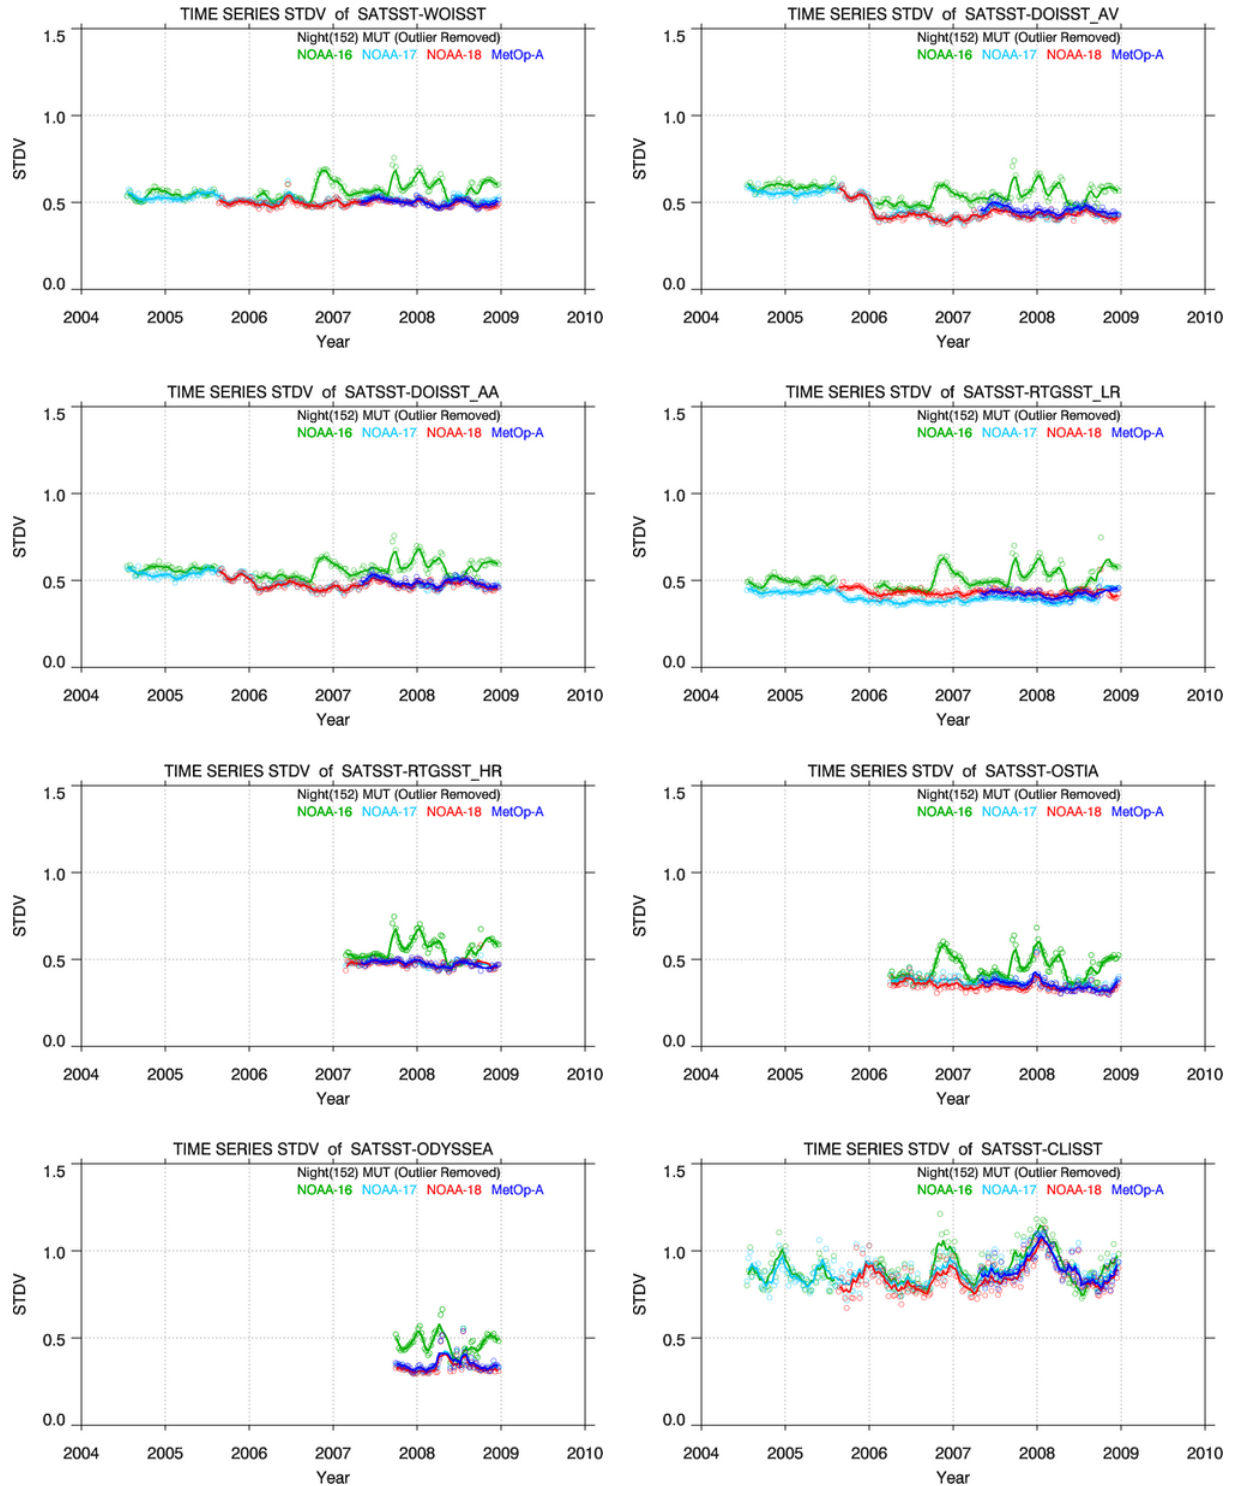 TIME SERIES STDV of SATSST-WOISST
Night(152) MUT (Outlier Removed)
NOAA-16 NOAA-17 NOAA-18 MetOp-A
1.5
1.0
0.5
0.0
STDV
2004 2005 2006 2007 2008 2009 2010
Year
TIME SERIES STDV of SATSST-DOISST_AV
Night(152) MUT (Outlier Removed)
NOAA-16 NOAA-17 NOAA-18 MetOp-A
1.5
1.0
0.5
0.0
STDV
2004 2005 2006 2007 2008 2009 2010
Year
TIME SERIES STDV of SATSST-DOISST_AA
Night(152) MUT (Outlier Removed)
NOAA-16 NOAA-17 NOAA-18 MetOp-A
1.5
1.0
0.5
0.0
STDV
2004 2005 2006 2007 2008 2009 2010
Year
TIME SERIES STDV of SATSST-RTGSST_LR
Night(152) MUT (Outlier Removed)
NOAA-16 NOAA-17 NOAA-18 MetOp-A
1.5
1.0
0.5
0.0
STDV
2004 2005 2006 2007 2008 2009 2010
Year
TIME SERIES STDV of SATSST-RTGSST_HR
Night(152) MUT (Outlier Removed)
NOAA-16 NOAA-17 NOAA-18 MetOp-A
1.5
1.0
0.5
0.0
STDV
2004 2005 2006 2007 2008 2009 2010
Year
TIME SERIES STDV of SATSST-OSTIA
Night(152) MUT (Outlier Removed)
NOAA-16 NOAA-17 NOAA-18 MetOp-A
1.5
1.0
0.5
0.0
STDV
2004 2005 2006 2007 2008 2009 2010
Year
TIME SERIES STDV of SATSST-ODYSSEA
Night(152) MUT (Outlier Removed)
NOAA-16 NOAA-17 NOAA-18 MetOp-A
1.5
1.0
0.5
0.0
STDV
2004 2005 2006 2007 2008 2009 2010
Year
TIME SERIES STDV of SATSST-CLISST
Night(152) MUT (Outlier Removed)
NOAA-16 NOAA-17 NOAA-18 MetOp-A
1.5
1.0
0.5
0.0
STDV
2004 2005 2006 2007 2008 2009 2010
Year